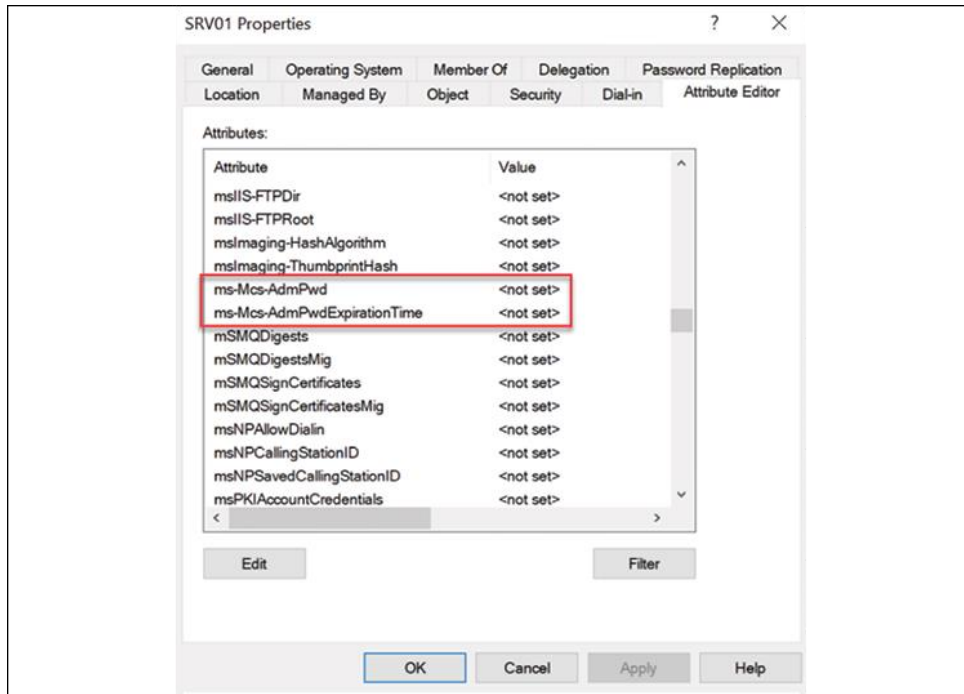 SRV01 Properties ? ×
General Operating System Member Of Delegation Password Replication
Location Managed By Object Security Dial-in Attribute Editor
Attributes:
Attribute Value
msIIS-FTPDir <not set>
msIIS-FTPRoot <not set>
msImaging-HashAlgorithm <not set>
msImaging-ThumbprintHash <not set>
ms-Mcs-AdmPwd <not set>
ms-Mcs-AdmPwdExpirationTime <not set>
mSMQDigests <not set>
mSMQDigestsMig <not set>
mSMQSignCertificates <not set>
mSMQSignCertificatesMig <not set>
msNPAllowDialin <not set>
msNPCallingStationID <not set>
msNPSavedCallingStationID <not set>
msPKIAccountCredentials <not set>
Edit Filter
OK Cancel Apply Help